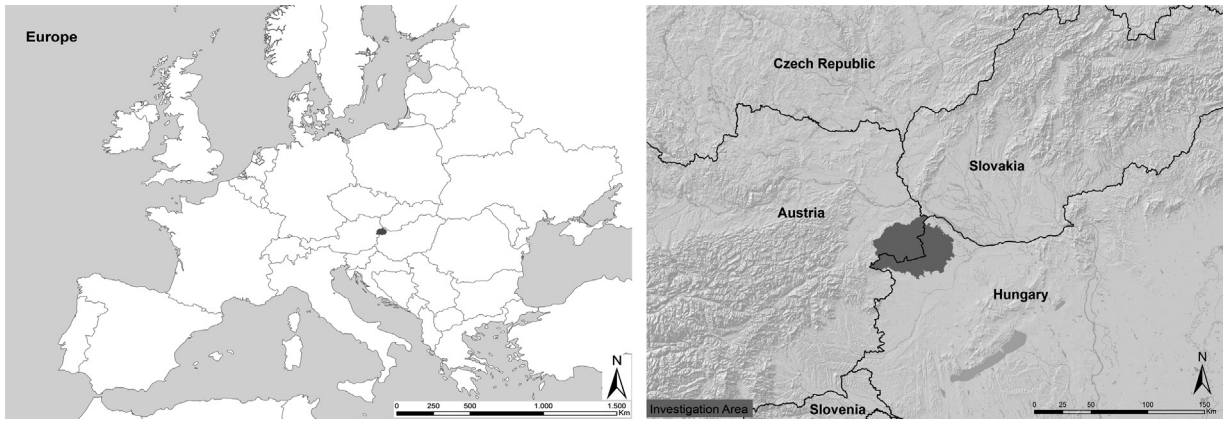 Europe
N
0 250 500 1.000 1.500
Km
Czech Republic
Slovakia
Austria
Hungary
N
Investigation Area
Slovenia
0 25 50 100 150
Km